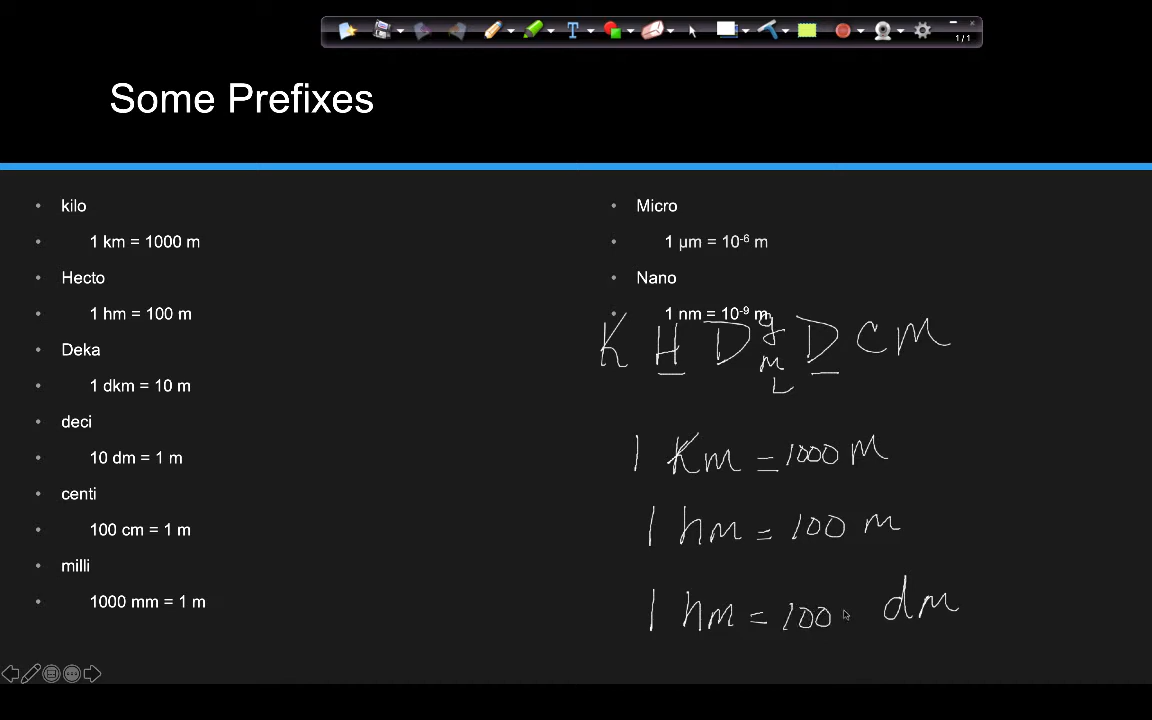 1/1
Some Prefixes
kilo
1 km = 1000 m
Hecto
1 hm = 100 m
Deka
1 dkm = 10 m
deci
10 dm = 1 m
centi
100 cm = 1 m
milli
1000 mm = 1 m
Micro
1 µm = 10⁻⁶ m
Nano
1 nm = 10⁻⁹ m
K H D g D C M
m
L
1 Km = 1000 M
1 hm = 100 m
1 hm = 100 dm